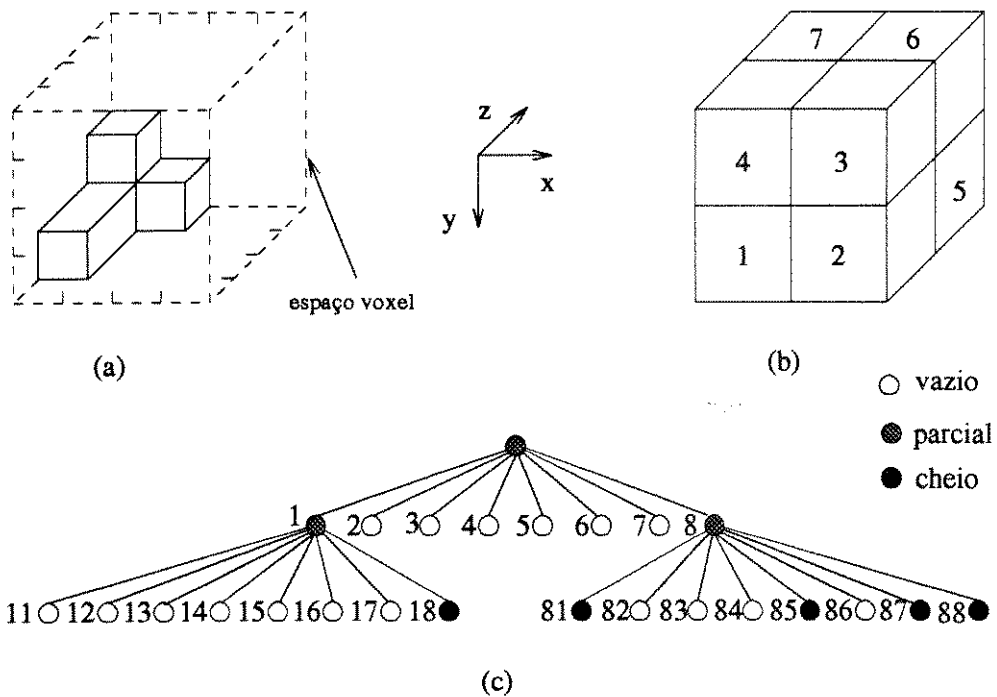 z
x
y
espaço voxel
(a)
7 6
4 3
5
1 2
(b)
vazio
parcial
cheio
1 2 3 4 5 6 7 8
11 12 13 14 15 16 17 18 81 82 83 84 85 86 87 88
(c)